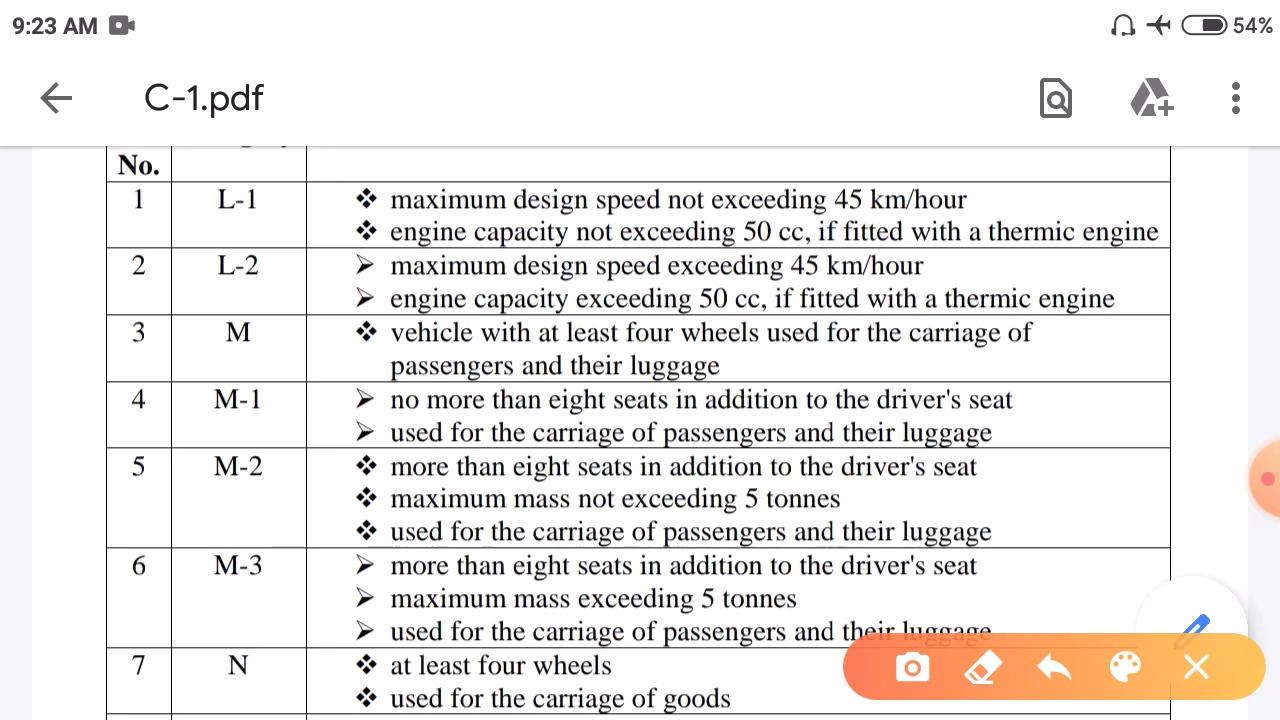 9:23 AM 54%
C-1.pdf
No.
1 L-1 ❖ maximum design speed not exceeding 45 km/hour
❖ engine capacity not exceeding 50 cc, if fitted with a thermic engine
2 L-2 ➢ maximum design speed exceeding 45 km/hour
➢ engine capacity exceeding 50 cc, if fitted with a thermic engine
3 M ❖ vehicle with at least four wheels used for the carriage of
passengers and their luggage
4 M-1 ➢ no more than eight seats in addition to the driver's seat
➢ used for the carriage of passengers and their luggage
5 M-2 ❖ more than eight seats in addition to the driver's seat
❖ maximum mass not exceeding 5 tonnes
❖ used for the carriage of passengers and their luggage
6 M-3 ➢ more than eight seats in addition to the driver's seat
➢ maximum mass exceeding 5 tonnes
➢ used for the carriage of passengers and their luggage
7 N ❖ at least four wheels
❖ used for the carriage of goods